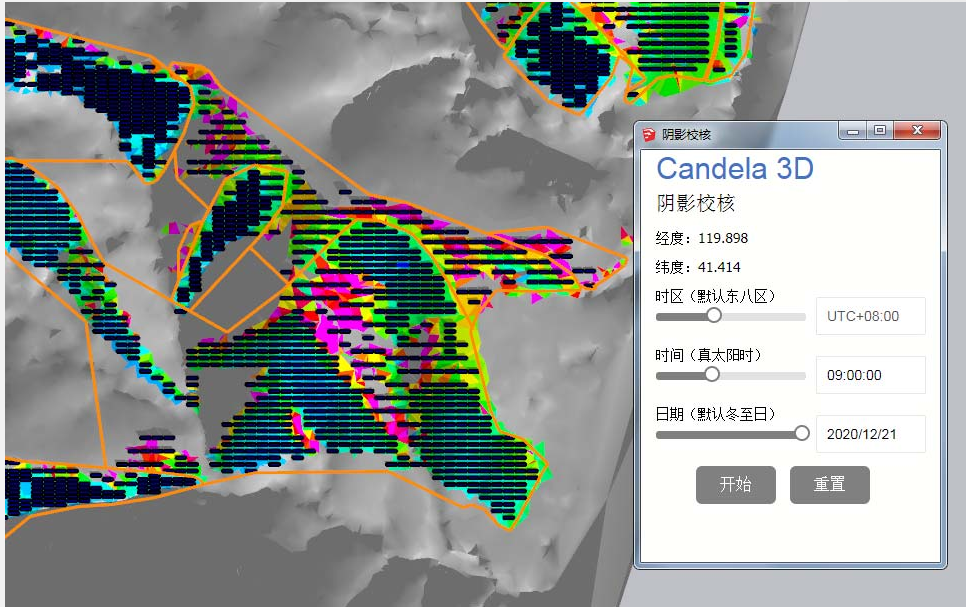 阴影校核
Candela 3D
阴影校核
经度：119.898
纬度：41.414
时区（默认东八区）
UTC+08:00
时间（真太阳时）
09:00:00
日期（默认冬至日）
2020/12/21
开始 重置